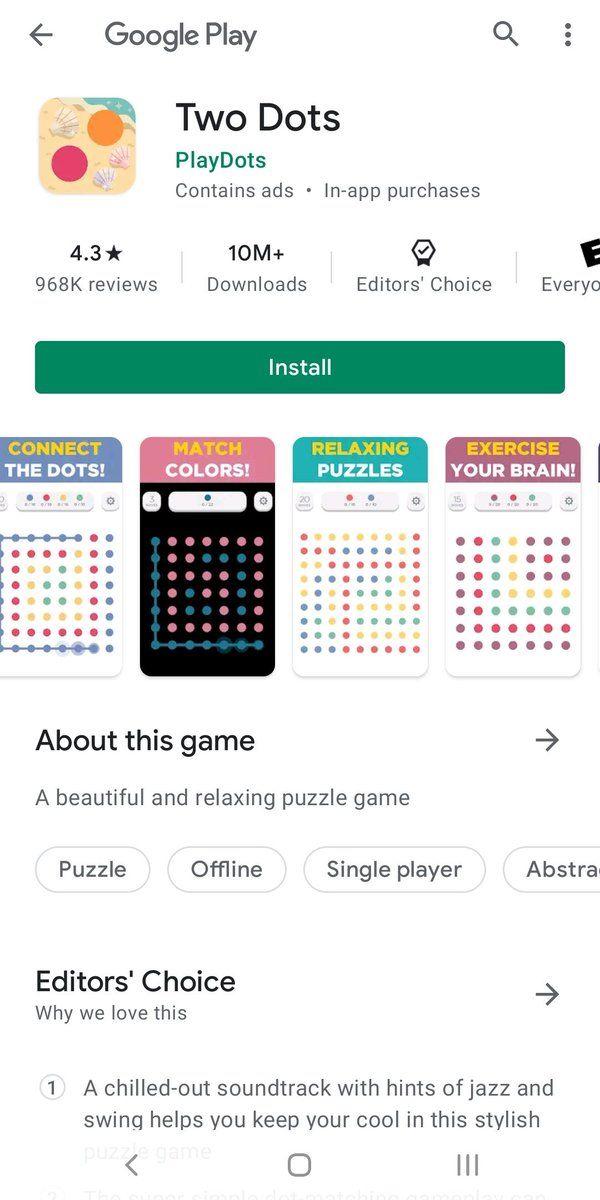 Google Play
Two Dots
PlayDots
Contains ads • In-app purchases
4.3★
968K reviews
10M+
Downloads
Editors' Choice
E
Everyo
Install
CONNECT
THE DOTS!
MATCH
COLORS!
RELAXING
PUZZLES
EXERCISE
YOUR BRAIN!
3
20
15
About this game
A beautiful and relaxing puzzle game
Puzzle
Offline
Single player
Abstra
Editors' Choice
Why we love this
1
A chilled-out soundtrack with hints of jazz and
swing helps you keep your cool in this stylish
puzzle game
2
The super simple dot-matching gameplay can